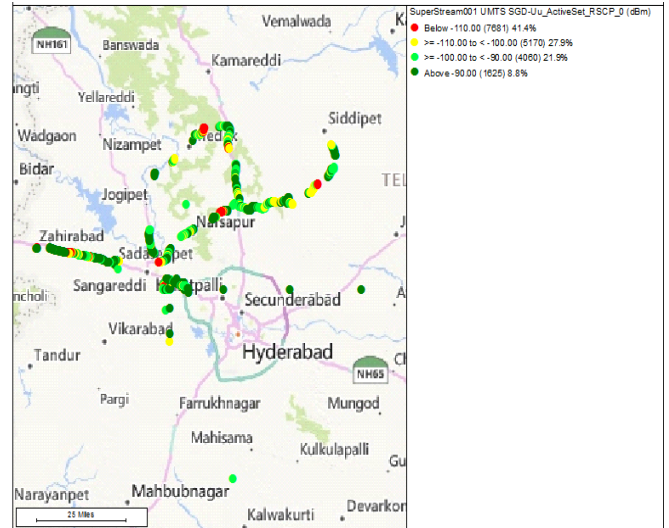 SuperStream001 UMTS SGD-Uu_ActiveSet_RSCP_0 (dBm)
Below -110.00 (7681) 41.4%
>= -110.00 to < -100.00 (5170) 27.9%
>= -100.00 to < -90.00 (4060) 21.9%
Above -90.00 (1625) 8.8%
Vemalwada
NH161
Banswada
Kamareddi
Yellareddi
Siddipet
Wadgaon
Nizampet
Bidar
TEL
Jogipet
Narsapur
Zahirabad
Sangareddi
Secunderābād
Vikarabad
Hyderabad
Tandur
NH65
Pargi
Farrukhnagar
Mungod
Mahisama
Kulkulapalli
Gu
Narayanpet
Mahbubnagar
Devarkon
Kalwakurti
25 Miles